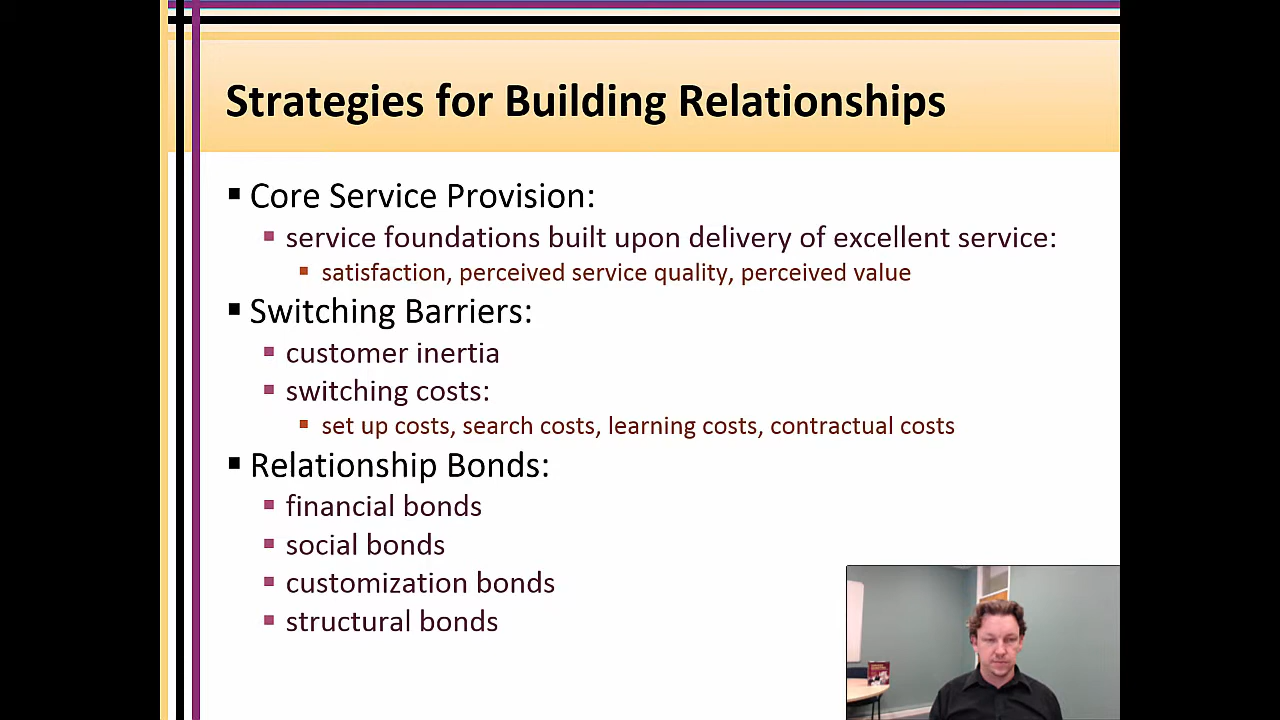 Strategies for Building Relationships
▪ Core Service Provision:
▪ service foundations built upon delivery of excellent service:
▪ satisfaction, perceived service quality, perceived value
▪ Switching Barriers:
▪ customer inertia
▪ switching costs:
▪ set up costs, search costs, learning costs, contractual costs
▪ Relationship Bonds:
▪ financial bonds
▪ social bonds
▪ customization bonds
▪ structural bonds